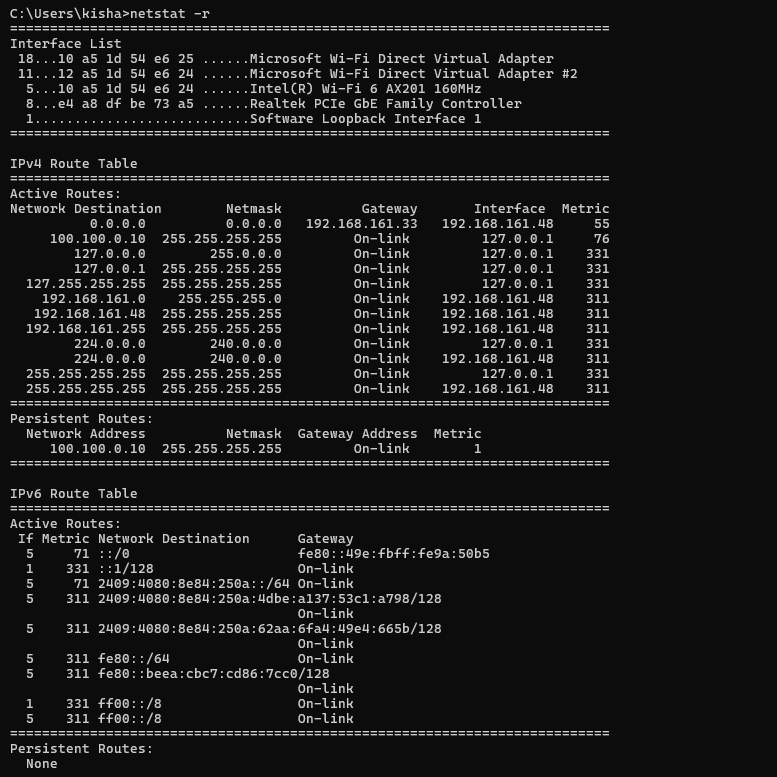 C:\Users\kisha>netstat -r
===========================================================================
Interface List
 18...10 a5 1d 54 e6 25 ......Microsoft Wi-Fi Direct Virtual Adapter
 11...12 a5 1d 54 e6 24 ......Microsoft Wi-Fi Direct Virtual Adapter #2
  5...10 a5 1d 54 e6 24 ......Intel(R) Wi-Fi 6 AX201 160MHz
  8...e4 a8 df be 73 a5 ......Realtek PCIe GbE Family Controller
  1...........................Software Loopback Interface 1
===========================================================================

IPv4 Route Table
===========================================================================
Active Routes:
Network Destination        Netmask          Gateway       Interface  Metric
          0.0.0.0          0.0.0.0   192.168.161.33   192.168.161.48     55
     100.100.0.10  255.255.255.255         On-link         127.0.0.1     76
        127.0.0.0        255.0.0.0         On-link         127.0.0.1    331
        127.0.0.1  255.255.255.255         On-link         127.0.0.1    331
  127.255.255.255  255.255.255.255         On-link         127.0.0.1    331
    192.168.161.0    255.255.255.0         On-link    192.168.161.48    311
   192.168.161.48  255.255.255.255         On-link    192.168.161.48    311
  192.168.161.255  255.255.255.255         On-link    192.168.161.48    311
        224.0.0.0        240.0.0.0         On-link         127.0.0.1    331
        224.0.0.0        240.0.0.0         On-link    192.168.161.48    311
  255.255.255.255  255.255.255.255         On-link         127.0.0.1    331
  255.255.255.255  255.255.255.255         On-link    192.168.161.48    311
===========================================================================
Persistent Routes:
  Network Address          Netmask  Gateway Address  Metric
     100.100.0.10  255.255.255.255         On-link        1
===========================================================================

IPv6 Route Table
===========================================================================
Active Routes:
 If Metric Network Destination      Gateway
  5     71 ::/0                     fe80::49e:fbff:fe9a:50b5
  1    331 ::1/128                  On-link
  5     71 2409:4080:8e84:250a::/64 On-link
  5    311 2409:4080:8e84:250a:4dbe:a137:53c1:a798/128
                                    On-link
  5    311 2409:4080:8e84:250a:62aa:6fa4:49e4:665b/128
                                    On-link
  5    311 fe80::/64                On-link
  5    311 fe80::beea:cbc7:cd86:7cc0/128
                                    On-link
  1    331 ff00::/8                 On-link
  5    311 ff00::/8                 On-link
===========================================================================
Persistent Routes:
  None